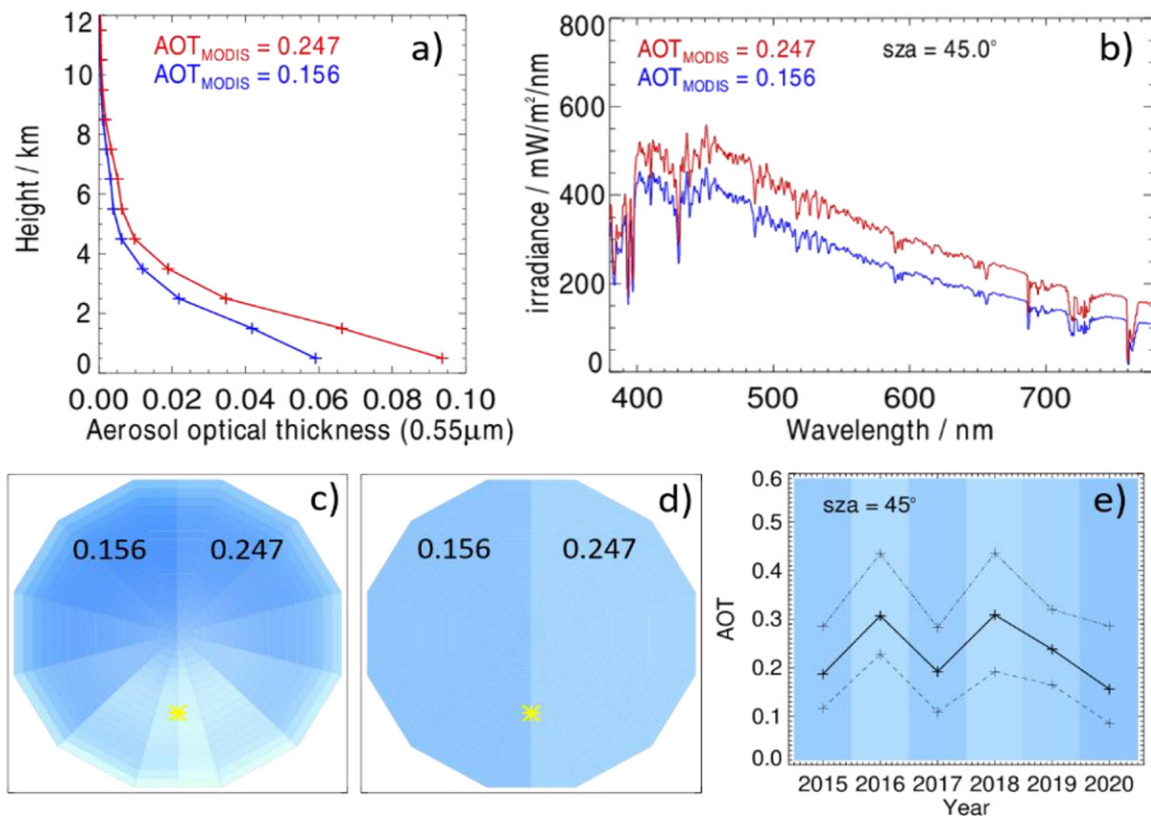 a)
AOT_MODIS = 0.247
AOT_MODIS = 0.156
12
10
8
6
4
2
0
Height / km
0.00 0.02 0.04 0.06 0.08 0.10
Aerosol optical thickness (0.55μm)
b)
AOT_MODIS = 0.247
AOT_MODIS = 0.156
sza = 45.0°
800
600
400
200
0
irradiance / mW/m²/nm
400 500 600 700
Wavelength / nm
c)
0.156 0.247
d)
0.156 0.247
e)
sza = 45°
0.6
0.5
0.4
0.3
0.2
0.1
0.0
AOT
2015 2016 2017 2018 2019 2020
Year